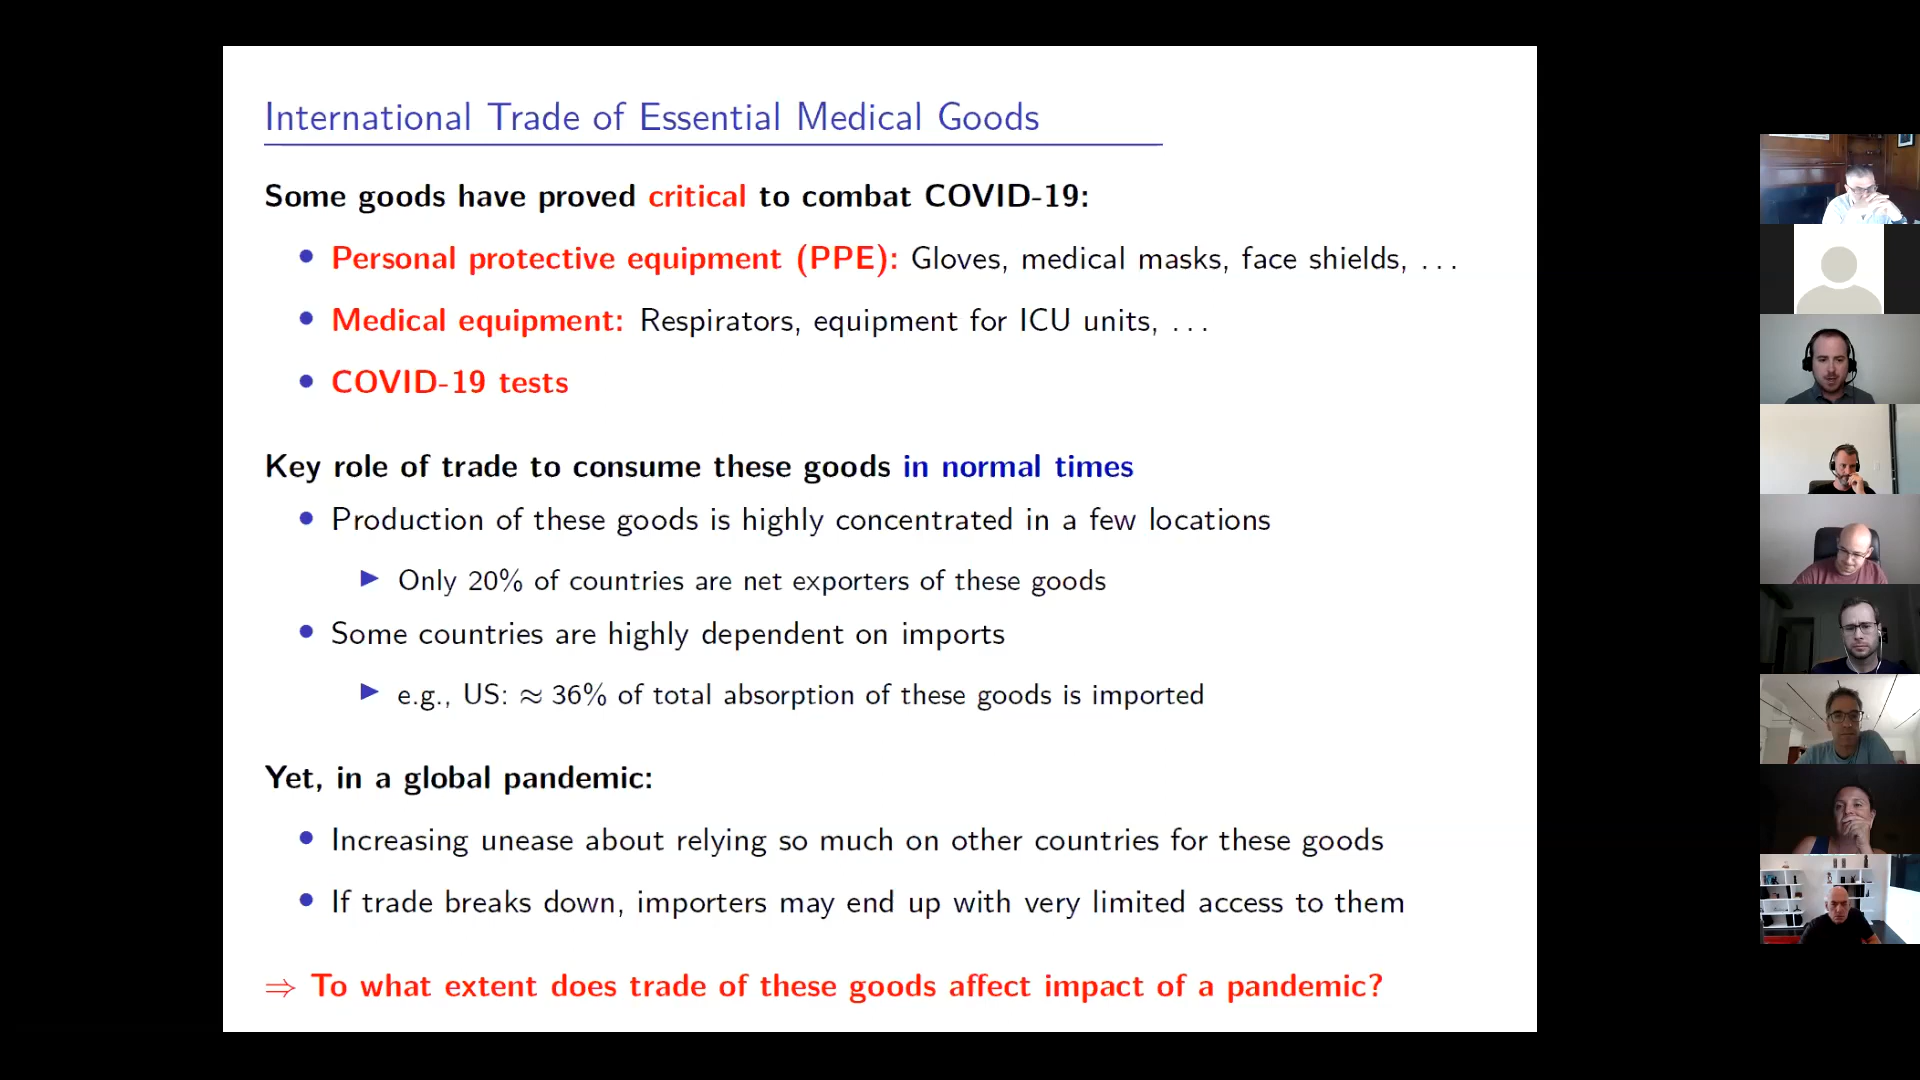 International Trade of Essential Medical Goods
Some goods have proved critical to combat COVID-19:
• Personal protective equipment (PPE): Gloves, medical masks, face shields, ...
• Medical equipment: Respirators, equipment for ICU units, ...
• COVID-19 tests
Key role of trade to consume these goods in normal times
• Production of these goods is highly concentrated in a few locations
▶ Only 20% of countries are net exporters of these goods
• Some countries are highly dependent on imports
▶ e.g., US: ≈ 36% of total absorption of these goods is imported
Yet, in a global pandemic:
• Increasing unease about relying so much on other countries for these goods
• If trade breaks down, importers may end up with very limited access to them
⇒ To what extent does trade of these goods affect impact of a pandemic?